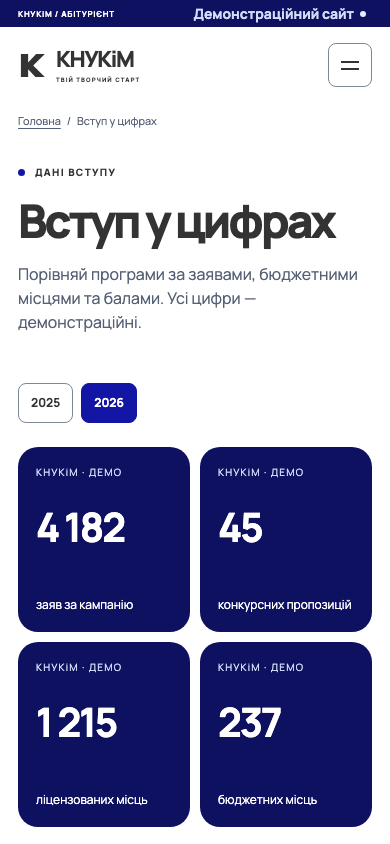 КНУКІМ / АБІТУРІЄНТ
Демонстраційний сайт
К КНУКіМ
ТВІЙ ТВОРЧИЙ СТАРТ
Головна / Вступ у цифрах
ДАНІ ВСТУПУ
Вступ у цифрах
Порівняй програми за заявами, бюджетними
місцями та балами. Усі цифри —
демонстраційні.
2025
2026
КНУКІМ · ДЕМО
4 182
заяв за кампанію
КНУКІМ · ДЕМО
45
конкурсних пропозицій
КНУКІМ · ДЕМО
1 215
ліцензованих місць
КНУКІМ · ДЕМО
237
бюджетних місць